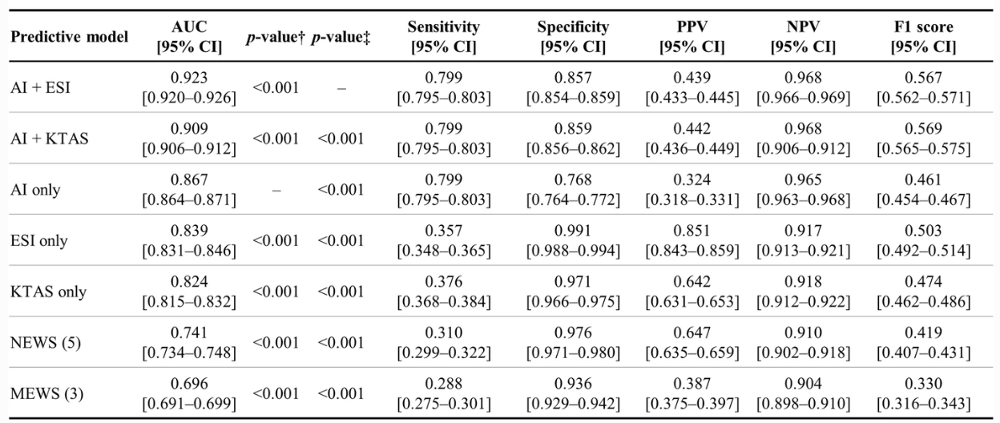 Predictive model AUC [95% CI] p-value† p-value‡ Sensitivity [95% CI] Specificity [95% CI] PPV [95% CI] NPV [95% CI] F1 score [95% CI]
AI + ESI 0.923 [0.920–0.926] <0.001 – 0.799 [0.795–0.803] 0.857 [0.854–0.859] 0.439 [0.433–0.445] 0.968 [0.966–0.969] 0.567 [0.562–0.571]
AI + KTAS 0.909 [0.906–0.912] <0.001 <0.001 0.799 [0.795–0.803] 0.859 [0.856–0.862] 0.442 [0.436–0.449] 0.968 [0.906–0.912] 0.569 [0.565–0.575]
AI only 0.867 [0.864–0.871] – <0.001 0.799 [0.795–0.803] 0.768 [0.764–0.772] 0.324 [0.318–0.331] 0.965 [0.963–0.968] 0.461 [0.454–0.467]
ESI only 0.839 [0.831–0.846] <0.001 <0.001 0.357 [0.348–0.365] 0.991 [0.988–0.994] 0.851 [0.843–0.859] 0.917 [0.913–0.921] 0.503 [0.492–0.514]
KTAS only 0.824 [0.815–0.832] <0.001 <0.001 0.376 [0.368–0.384] 0.971 [0.966–0.975] 0.642 [0.631–0.653] 0.918 [0.912–0.922] 0.474 [0.462–0.486]
NEWS (5) 0.741 [0.734–0.748] <0.001 <0.001 0.310 [0.299–0.322] 0.976 [0.971–0.980] 0.647 [0.635–0.659] 0.910 [0.902–0.918] 0.419 [0.407–0.431]
MEWS (3) 0.696 [0.691–0.699] <0.001 <0.001 0.288 [0.275–0.301] 0.936 [0.929–0.942] 0.387 [0.375–0.397] 0.904 [0.898–0.910] 0.330 [0.316–0.343]